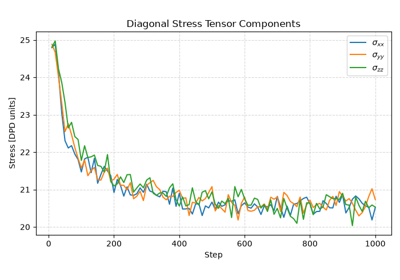 Diagonal Stress Tensor Components
25
24
23
22
21
20
Stress [DPD units]
σxx
σyy
σzz
0 200 400 600 800 1000
Step